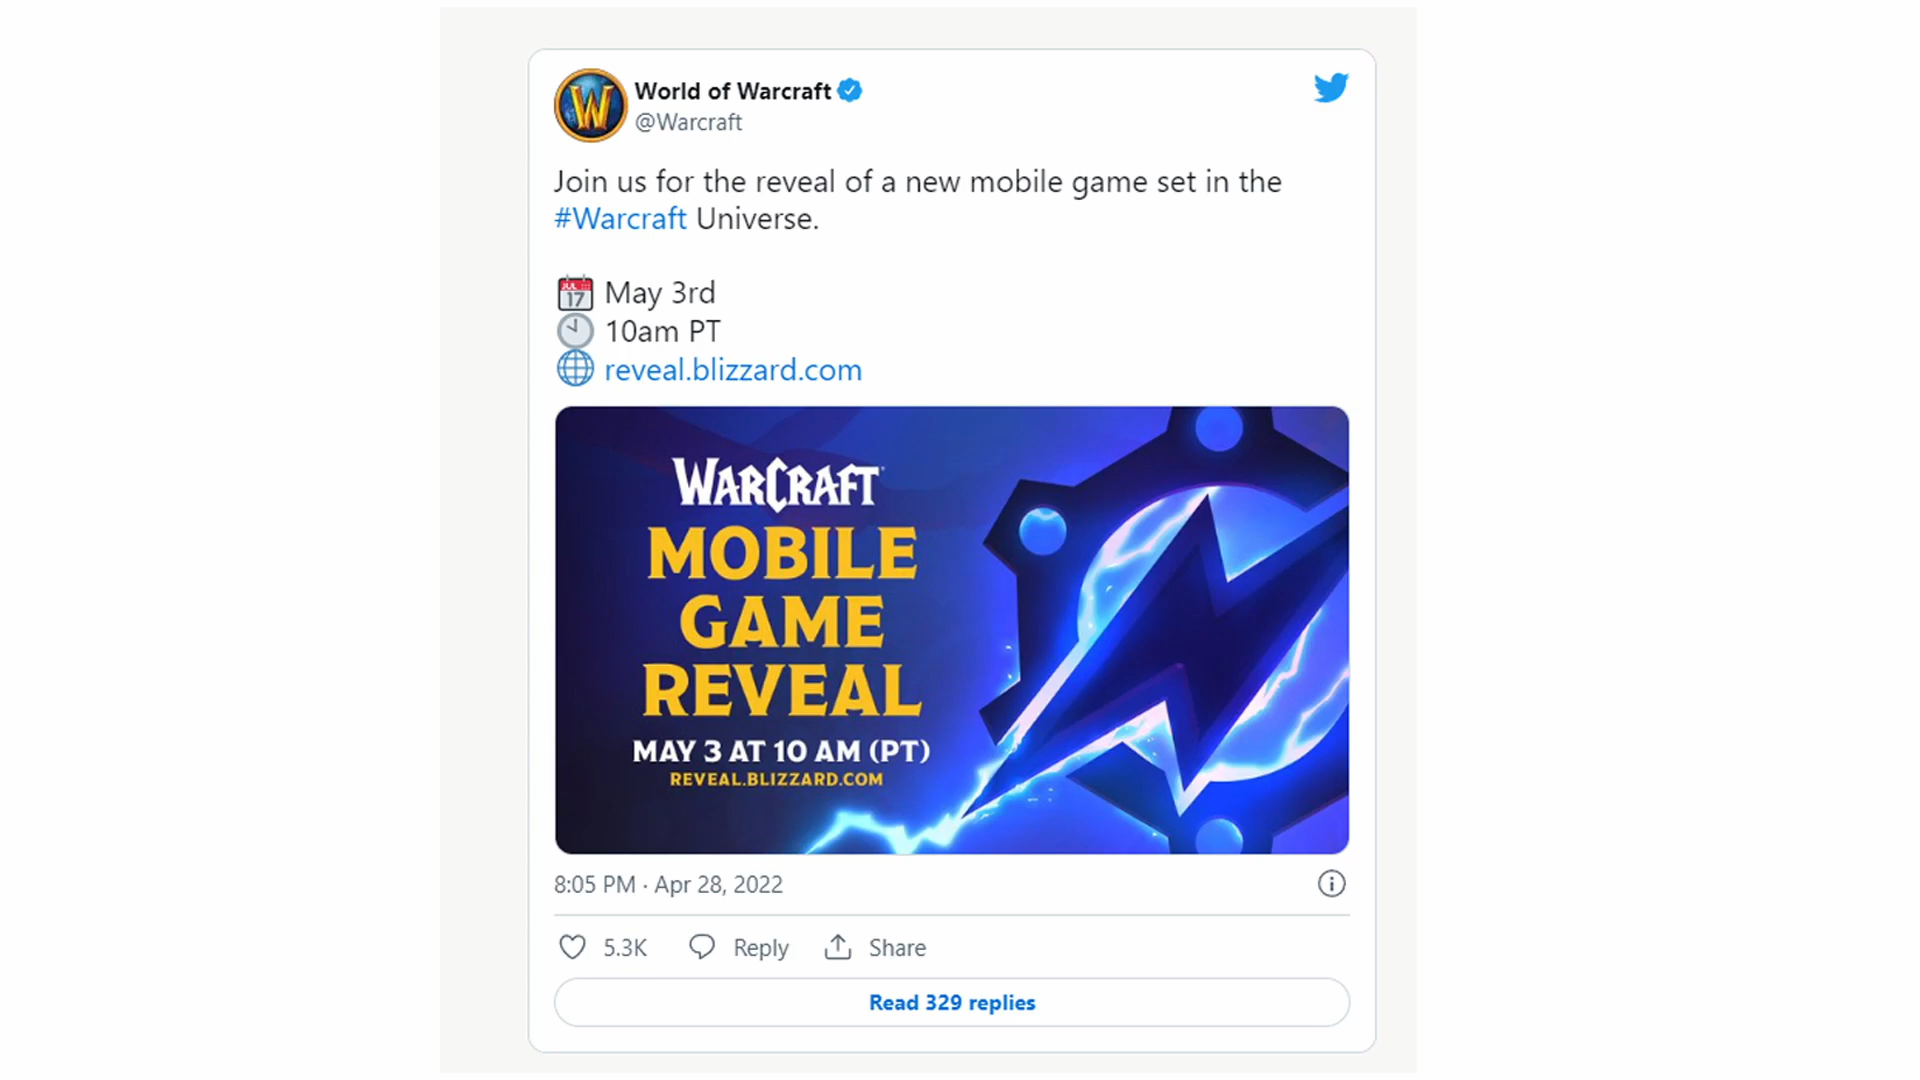 World of Warcraft
@Warcraft
Join us for the reveal of a new mobile game set in the
#Warcraft Universe.
JUL
17
May 3rd
10am PT
reveal.blizzard.com
WARCRAFT
MOBILE
GAME
REVEAL
MAY 3 AT 10 AM (PT)
REVEAL.BLIZZARD.COM
8:05 PM · Apr 28, 2022
5.3K Reply Share
Read 329 replies